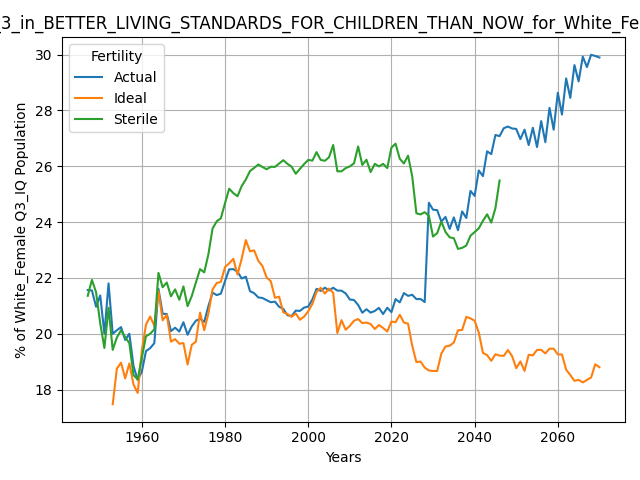 _3_in_BETTER_LIVING_STANDARDS_FOR_CHILDREN_THAN_NOW_for_White_Fe
30
28
26
24
22
20
18
% of White_Female Q3_IQ Population
Fertility
Actual
Ideal
Sterile
1960
1980
2000
2020
2040
2060
Years